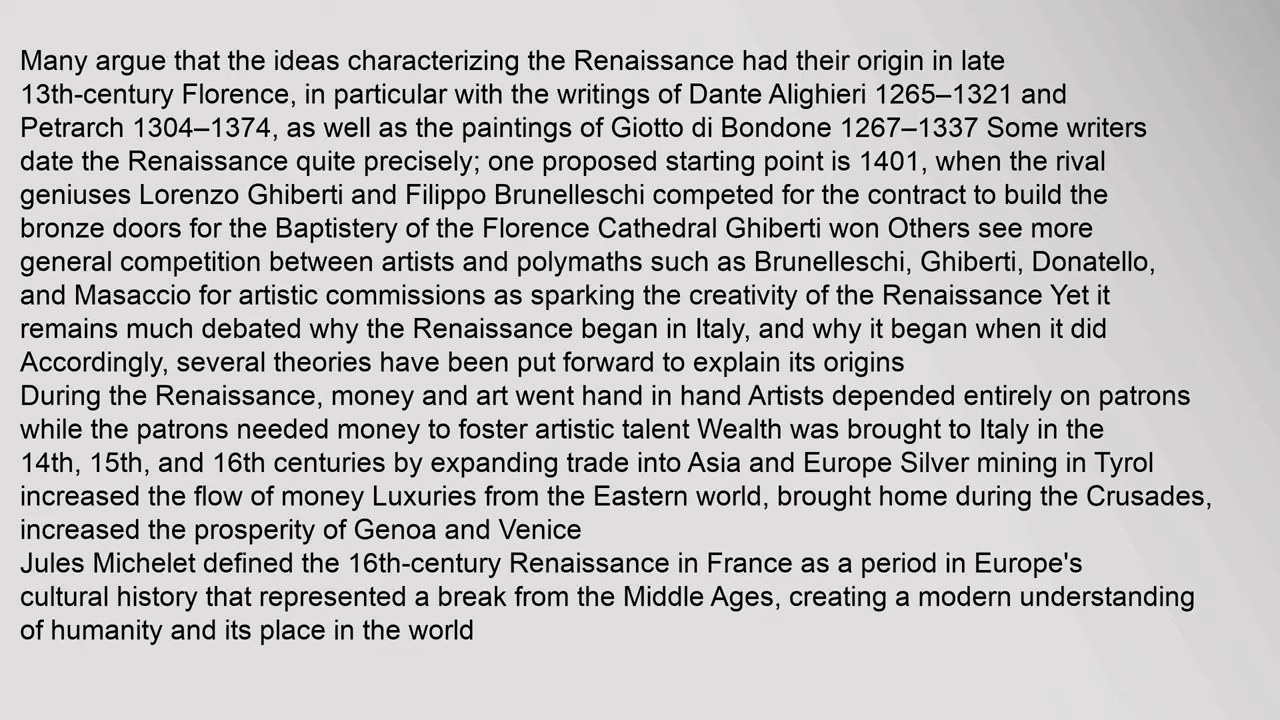 Many argue that the ideas characterizing the Renaissance had their origin in late
13th-century Florence, in particular with the writings of Dante Alighieri 1265–1321 and
Petrarch 1304–1374, as well as the paintings of Giotto di Bondone 1267–1337 Some writers
date the Renaissance quite precisely; one proposed starting point is 1401, when the rival
geniuses Lorenzo Ghiberti and Filippo Brunelleschi competed for the contract to build the
bronze doors for the Baptistery of the Florence Cathedral Ghiberti won Others see more
general competition between artists and polymaths such as Brunelleschi, Ghiberti, Donatello,
and Masaccio for artistic commissions as sparking the creativity of the Renaissance Yet it
remains much debated why the Renaissance began in Italy, and why it began when it did
Accordingly, several theories have been put forward to explain its origins
During the Renaissance, money and art went hand in hand Artists depended entirely on patrons
while the patrons needed money to foster artistic talent Wealth was brought to Italy in the
14th, 15th, and 16th centuries by expanding trade into Asia and Europe Silver mining in Tyrol
increased the flow of money Luxuries from the Eastern world, brought home during the Crusades,
increased the prosperity of Genoa and Venice
Jules Michelet defined the 16th-century Renaissance in France as a period in Europe's
cultural history that represented a break from the Middle Ages, creating a modern understanding
of humanity and its place in the world